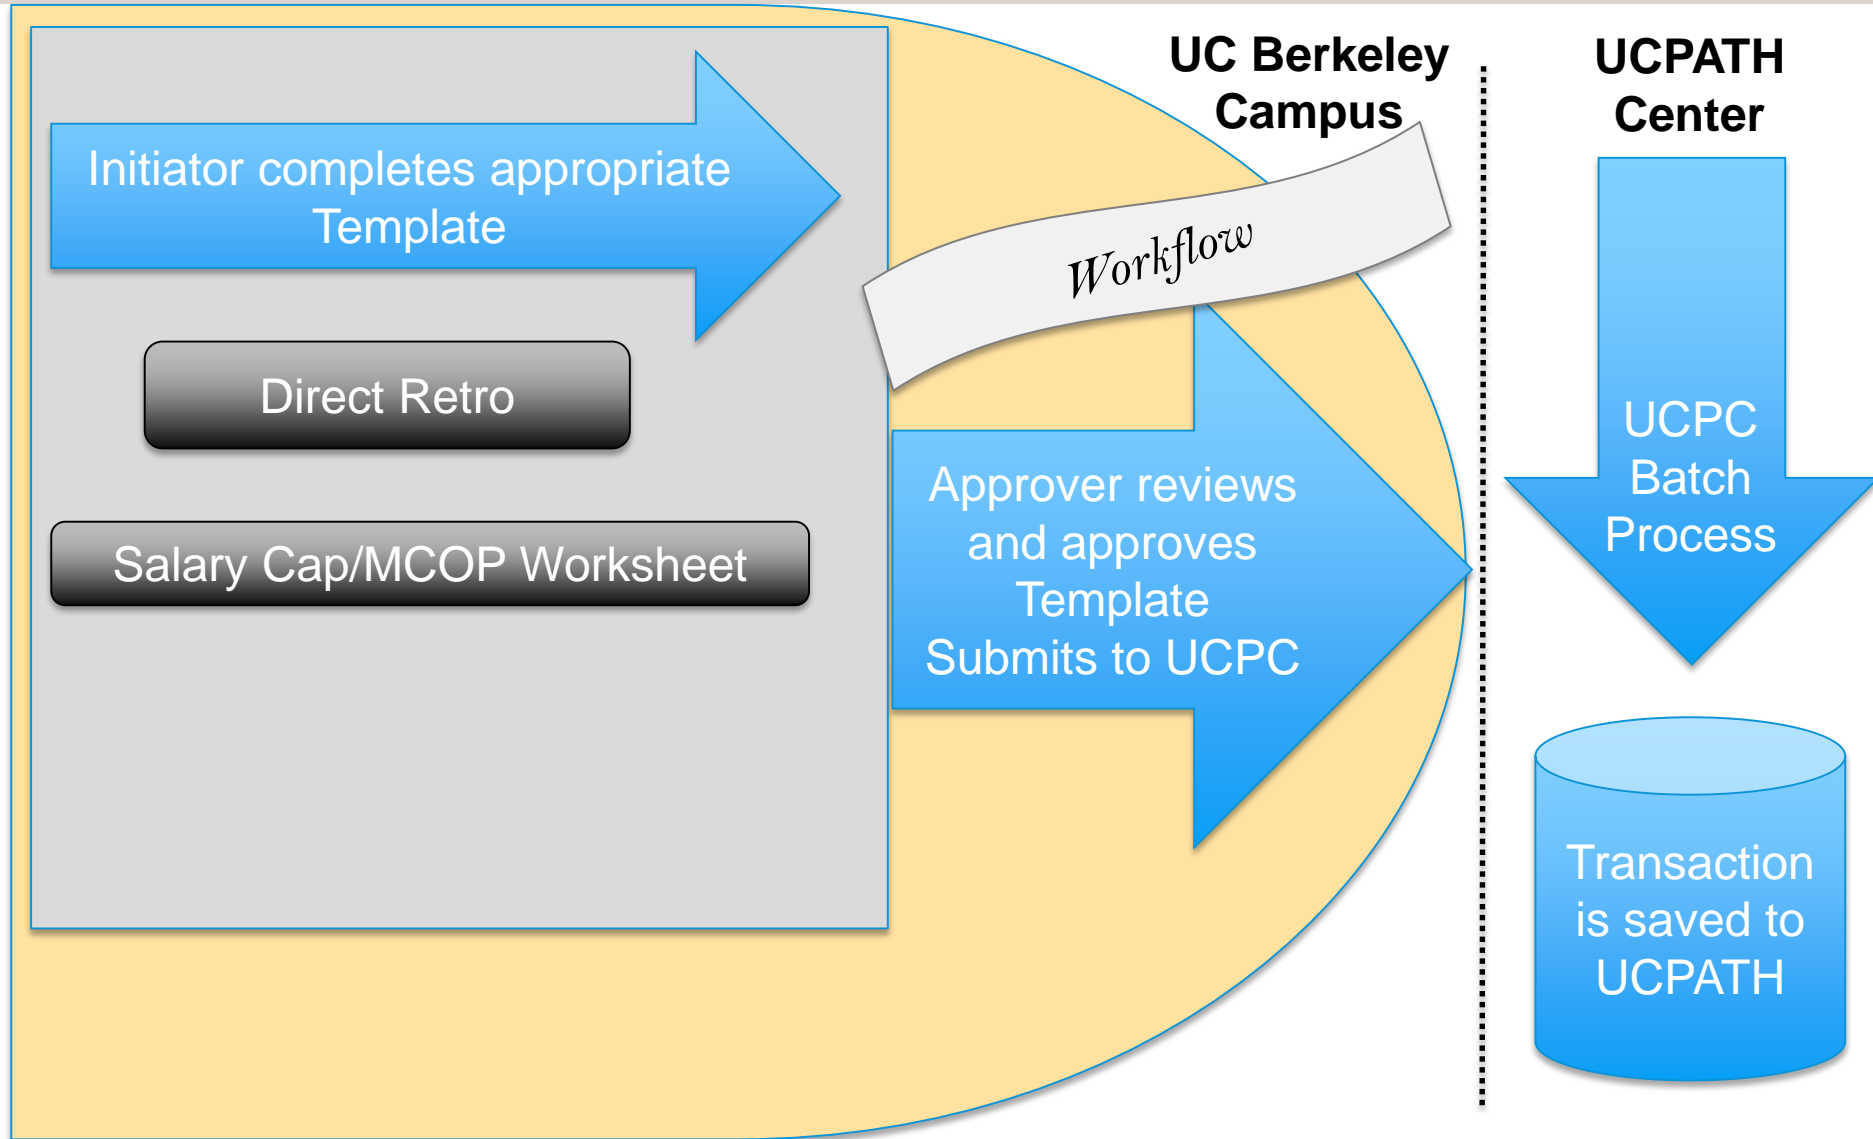 UC Berkeley
Campus
UCPATH
Center
Initiator completes appropriate
Template
Workflow
Direct Retro
Salary Cap/MCOP Worksheet
Approver reviews
and approves
Template
Submits to UCPC
UCPC
Batch
Process
Transaction
is saved to
UCPATH